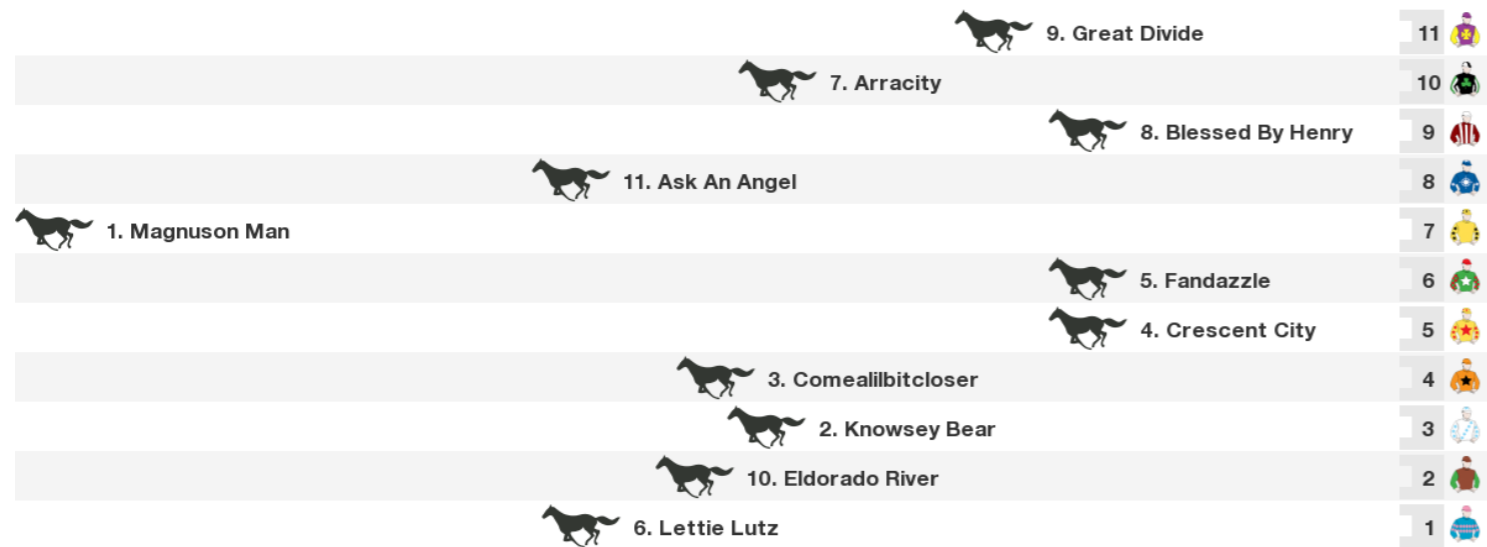 9. Great Divide 11
7. Arracity 10
8. Blessed By Henry 9
11. Ask An Angel 8
1. Magnuson Man 7
5. Fandazzle 6
4. Crescent City 5
3. Comealilbitcloser 4
2. Knowsey Bear 3
10. Eldorado River 2
6. Lettie Lutz 1